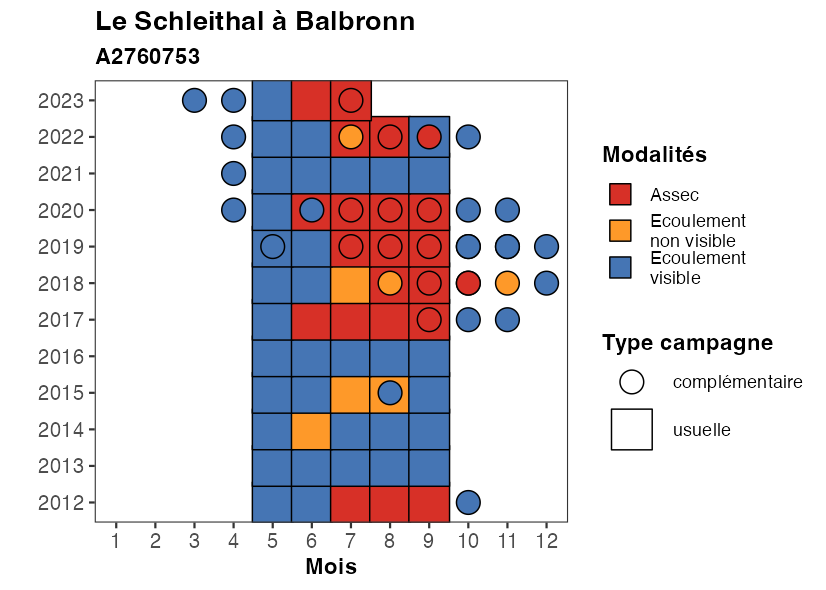 Le Schleithal à Balbronn
A2760753
2023
2022
2021
2020
2019
2018
2017
2016
2015
2014
2013
2012
1 2 3 4 5 6 7 8 9 10 11 12
Mois
Modalités
Assec
Ecoulement
non visible
Ecoulement
visible
Type campagne
complémentaire
usuelle